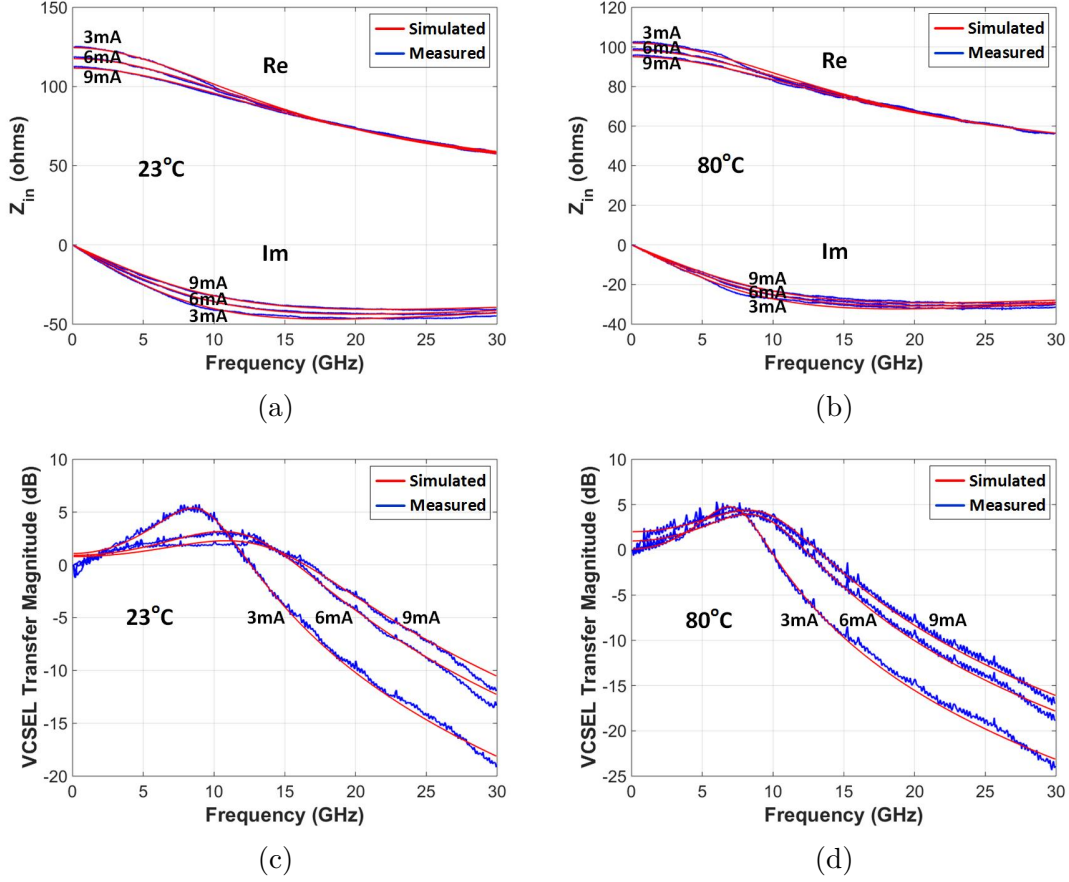 150
3mA
6mA
9mA
Re
Simulated
Measured
100
50
23°C
Z_in (ohms)
0
Im
9mA
6mA
3mA
-50
0 5 10 15 20 25 30
Frequency (GHz)
(a)
120
3mA
6mA
9mA
Re
Simulated
Measured
100
80
60
40
80°C
Z_in (ohms)
20
0
Im
9mA
6mA
3mA
-20
-40
0 5 10 15 20 25 30
Frequency (GHz)
(b)
10
Simulated
Measured
5
0
-5
23°C
3mA 6mA 9mA
-10
-15
-20
VCSEL Transfer Magnitude (dB)
0 5 10 15 20 25 30
Frequency (GHz)
(c)
10
Simulated
Measured
5
0
-5
80°C
3mA 6mA 9mA
-10
-15
-20
-25
VCSEL Transfer Magnitude (dB)
0 5 10 15 20 25 30
Frequency (GHz)
(d)